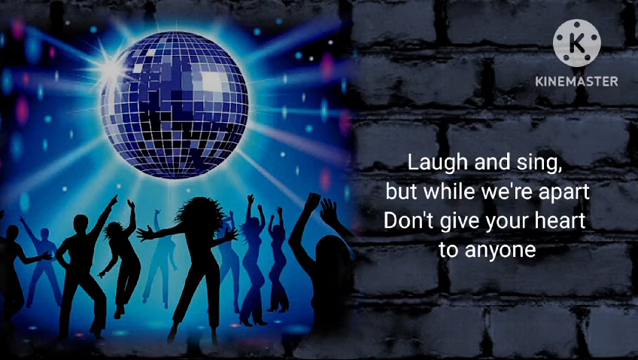 KINEMASTER
Laugh and sing,
but while we're apart
Don't give your heart
to anyone